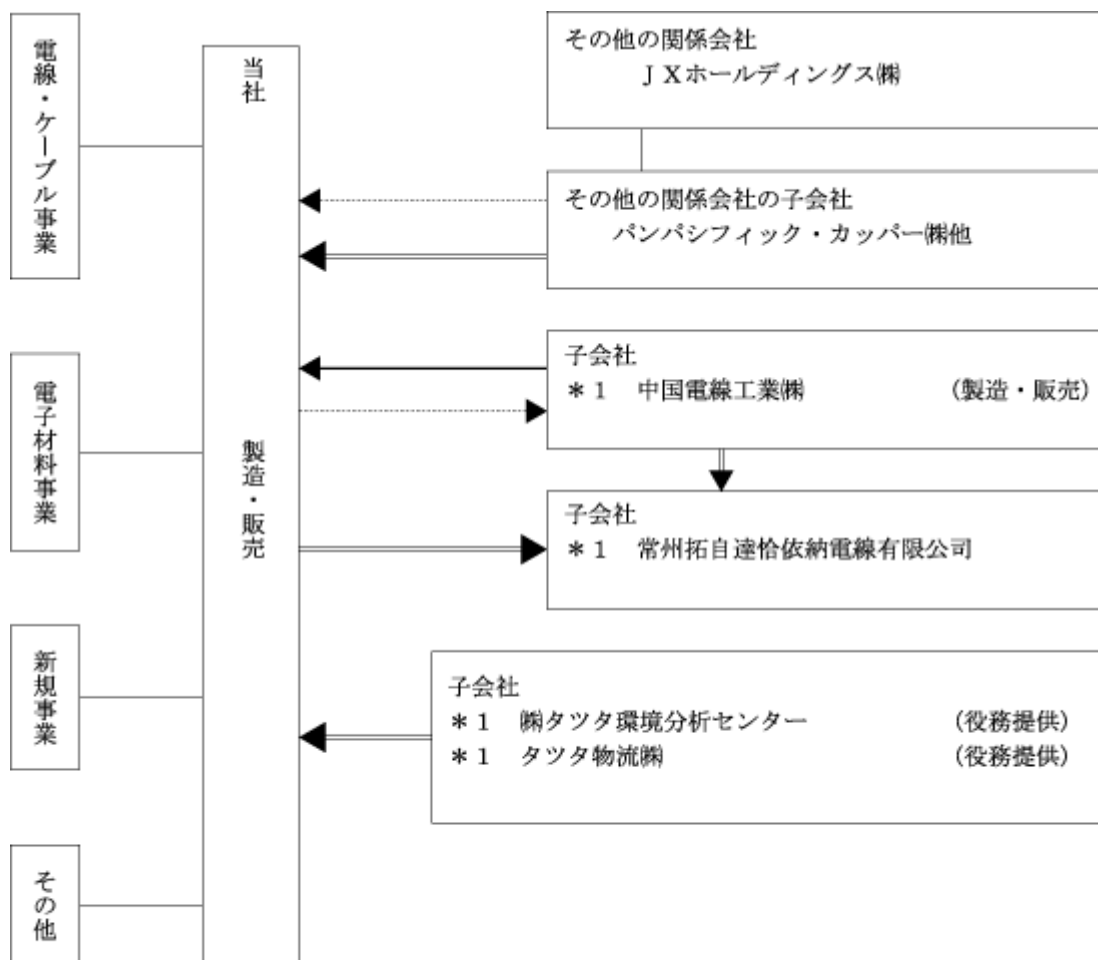 電線・ケーブル事業
電子材料事業
新規事業
その他
当社
製造・販売
その他の関係会社
ＪＸホールディングス㈱
その他の関係会社の子会社
パンパシフィック・カッパー㈱他
子会社
＊１ 中国電線工業㈱ （製造・販売）
子会社
＊１ 常州拓自達恰依納電線有限公司
子会社
＊１ ㈱タツタ環境分析センター （役務提供）
＊１ タツタ物流㈱ （役務提供）